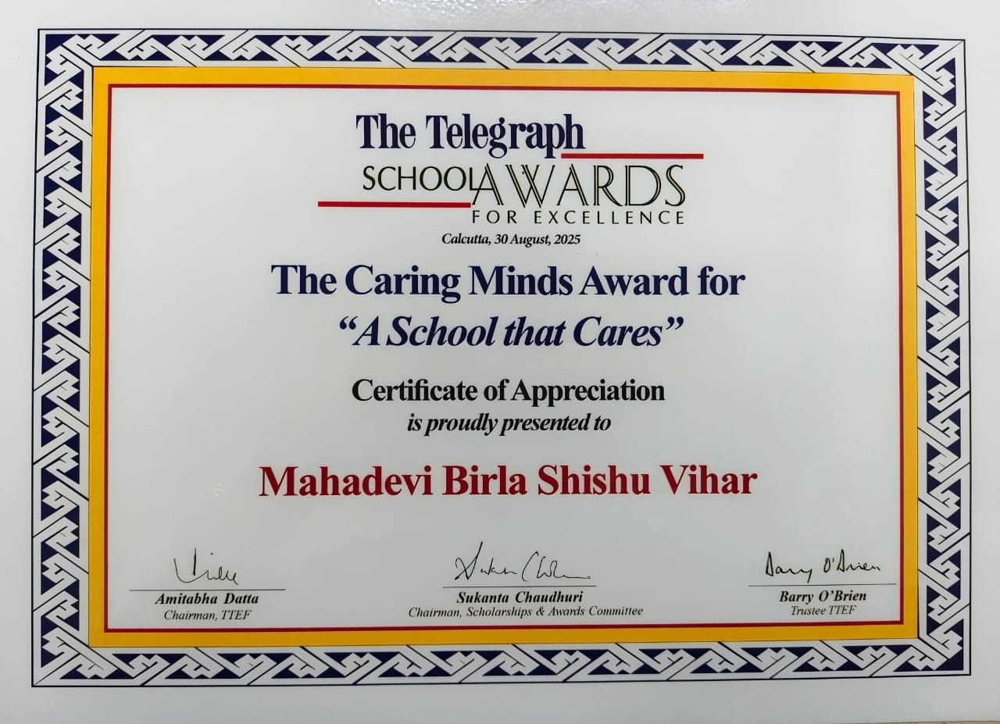 The Telegraph
SCHOOL AWARDS
FOR EXCELLENCE
Calcutta, 30 August, 2025
The Caring Minds Award for
“A School that Cares”
Certificate of Appreciation
is proudly presented to
Mahadevi Birla Shishu Vihar
Barry O'Brien
Amitabha Datta
Chairman, TTEF
Sukanta Chaudhuri
Chairman, Scholarships & Awards Committee
Barry O’Brien
Trustee TTEF